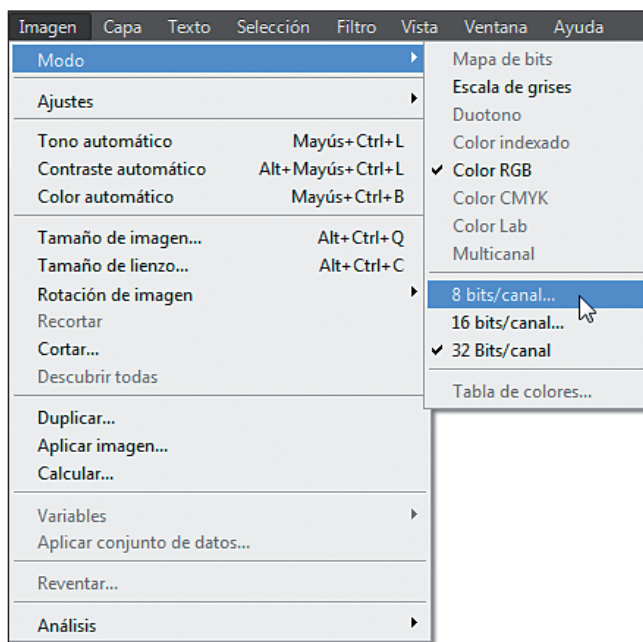 Imagen Capa Texto Selección Filtro Vista Ventana Ayuda
Modo
Ajustes
Tono automático Mayús+Ctrl+L
Contraste automático Alt+Mayús+Ctrl+L
Color automático Mayús+Ctrl+B
Tamaño de imagen... Alt+Ctrl+Q
Tamaño de lienzo... Alt+Ctrl+C
Rotación de imagen
Recortar
Cortar...
Descubrir todas
Duplicar...
Aplicar imagen...
Calcular...
Variables
Aplicar conjunto de datos...
Reventar...
Análisis
Mapa de bits
Escala de grises
Duotono
Color indexado
Color RGB
Color CMYK
Color Lab
Multicanal
8 bits/canal...
16 bits/canal...
32 Bits/canal
Tabla de colores...